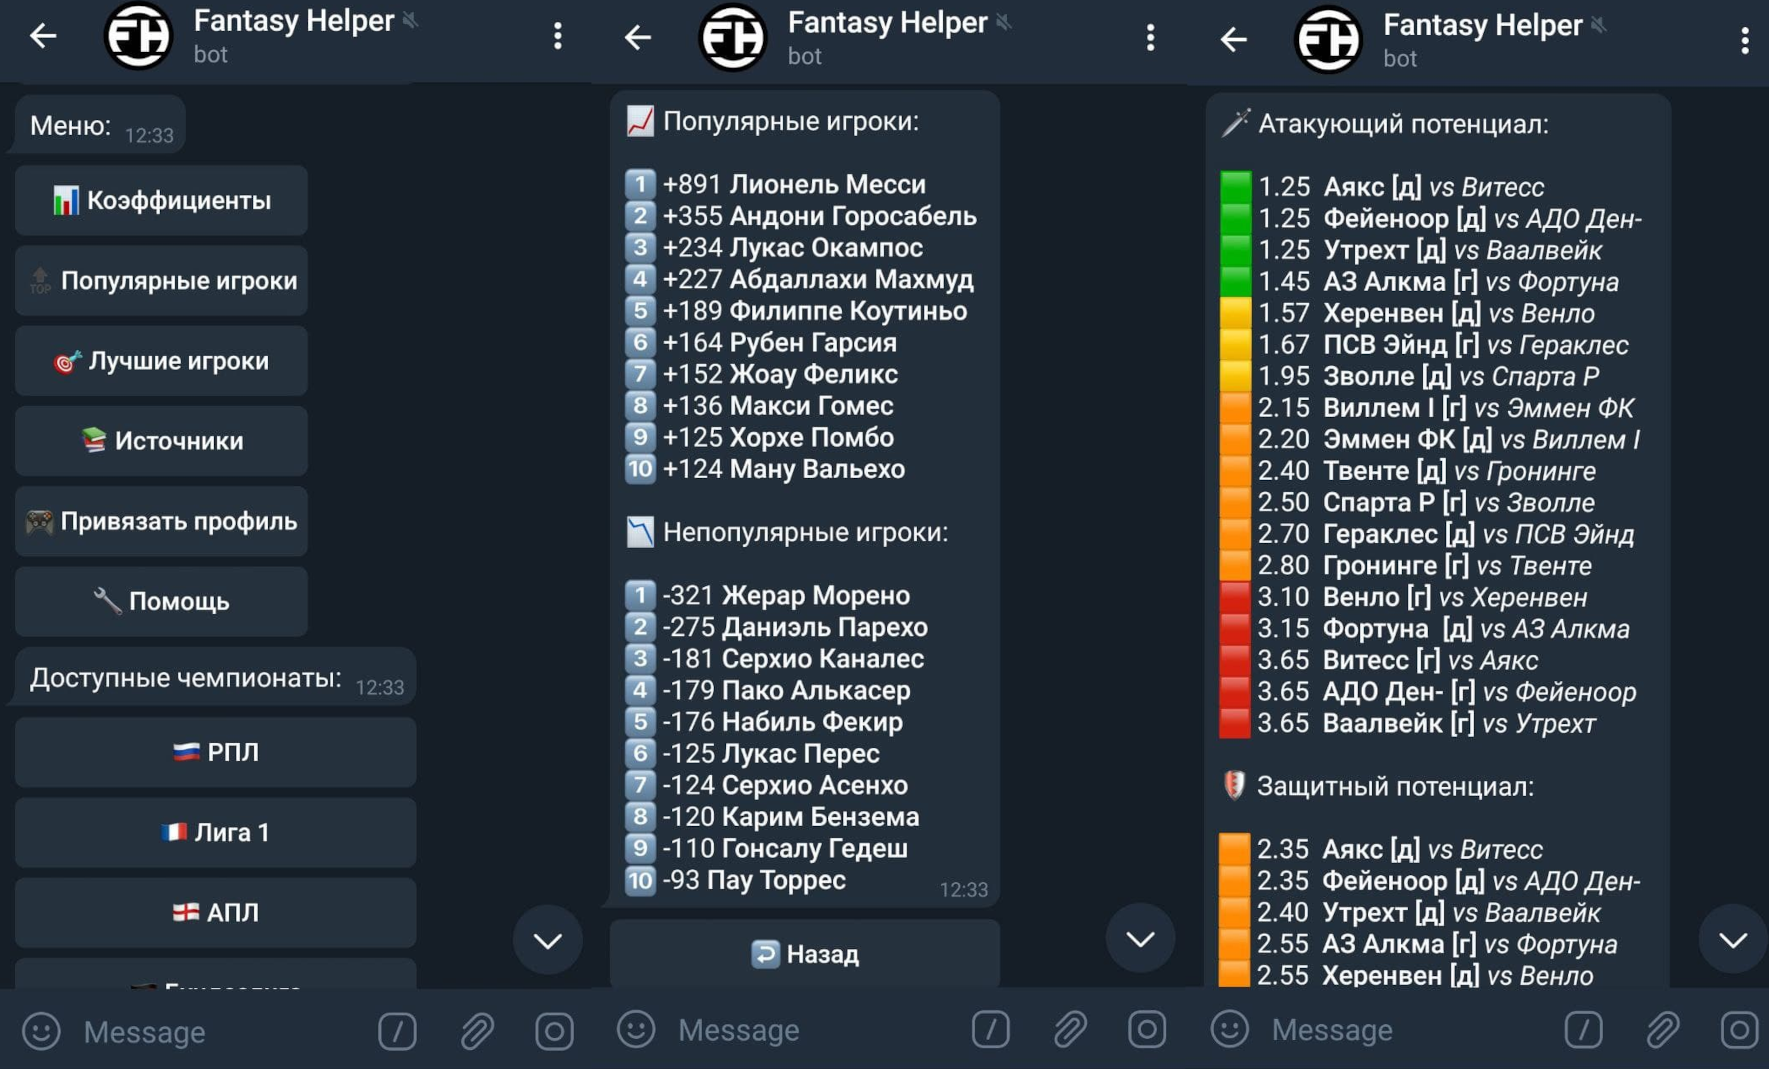 Fantasy Helper
bot
Меню: 12:33
Коэффициенты
TOP Популярные игроки
Лучшие игроки
Источники
Привязать профиль
Помощь
Доступные чемпионаты: 12:33
РПЛ
Лига 1
АПЛ
Message
Fantasy Helper
bot
Популярные игроки:
1 +891 Лионель Месси
2 +355 Андони Горосабель
3 +234 Лукас Окампос
4 +227 Абдаллахи Махмуд
5 +189 Филиппе Коутиньо
6 +164 Рубен Гарсия
7 +152 Жоау Феликс
8 +136 Макси Гомес
9 +125 Хорхе Помбо
10 +124 Ману Вальехо
Непопулярные игроки:
1 -321 Жерар Морено
2 -275 Даниэль Парехо
3 -181 Серхио Каналес
4 -179 Пако Алькасер
5 -176 Набиль Фекир
6 -125 Лукас Перес
7 -124 Серхио Асенхо
8 -120 Карим Бензема
9 -110 Гонсалу Гедеш
10 -93 Пау Торрес
12:33
Назад
Message
Fantasy Helper
bot
Атакующий потенциал:
1.25 Аякс [д] vs Витесс
1.25 Фейеноор [д] vs АДО Ден-
1.25 Утрехт [д] vs Ваалвейк
1.45 АЗ Алкма [г] vs Фортуна
1.57 Херенвен [д] vs Венло
1.67 ПСВ Эйнд [г] vs Гераклес
1.95 Зволле [д] vs Спарта Р
2.15 Виллем I [г] vs Эммен ФК
2.20 Эммен ФК [д] vs Виллем I
2.40 Твенте [д] vs Гронинге
2.50 Спарта Р [г] vs Зволле
2.70 Гераклес [д] vs ПСВ Эйнд
2.80 Гронинге [г] vs Твенте
3.10 Венло [г] vs Херенвен
3.15 Фортуна [д] vs АЗ Алкма
3.65 Витесс [г] vs Аякс
3.65 АДО Ден- [г] vs Фейеноор
3.65 Ваалвейк [г] vs Утрехт
Защитный потенциал:
2.35 Аякс [д] vs Витесс
2.35 Фейеноор [д] vs АДО Ден-
2.40 Утрехт [д] vs Ваалвейк
2.55 АЗ Алкма [г] vs Фортуна
2.55 Херенвен [д] vs Венло
Message